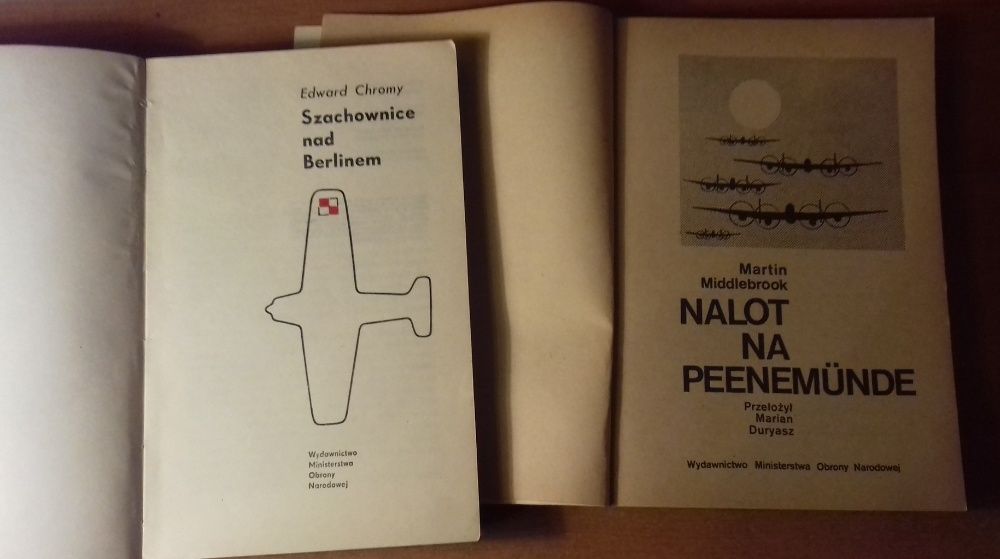 Edward Chromy
Szachownice
nad
Berlinem
Wydawnictwo
Ministerstwa
Obrony
Narodowej
Martin
Middlebrook
NALOT
NA
PEENEMÜNDE
Przełożył
Marian
Duryasz
Wydawnictwo Ministerstwa Obrony Narodowej